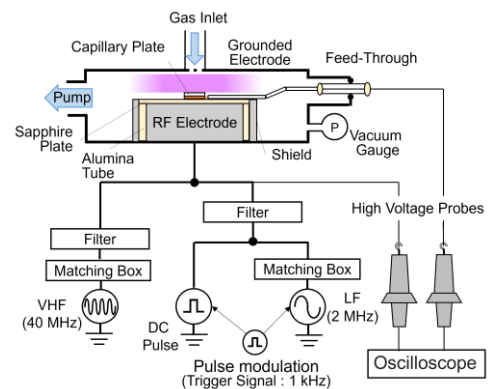 Gas Inlet
Capillary Plate
Grounded
Electrode
Feed-Through
Pump
Sapphire
Plate
RF Electrode
P
Vacuum
Gauge
Alumina
Tube
Shield
Filter
High Voltage Probes
Filter
Matching Box
Matching Box
VHF
(40 MHz)
DC
Pulse
LF
(2 MHz)
Pulse modulation
(Trigger Signal : 1 kHz)
Oscilloscope